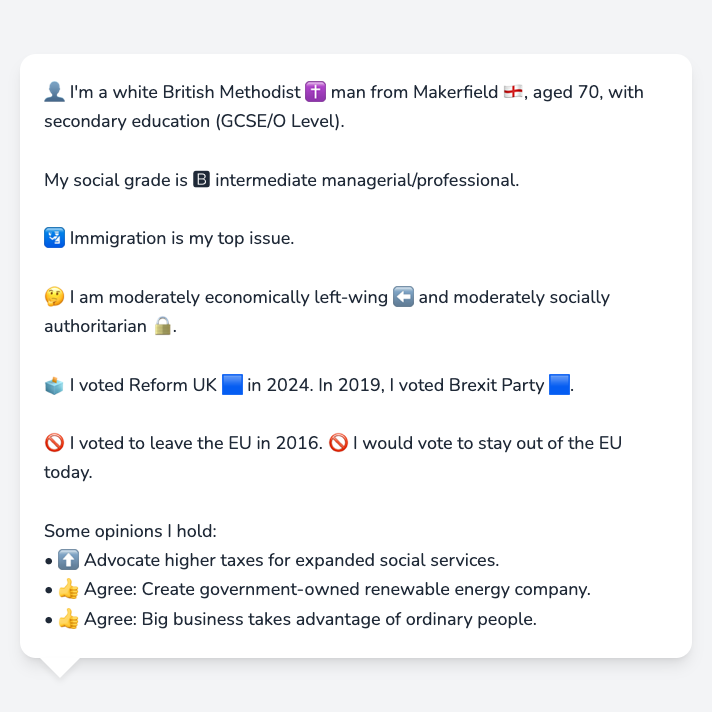 👤 I'm a white British Methodist ✝️ man from Makerfield 🏴󠁧󠁢󠁥󠁮󠁧󠁿, aged 70, with
secondary education (GCSE/O Level).
My social grade is 🅱 intermediate managerial/professional.
🛂 Immigration is my top issue.
🤔 I am moderately economically left-wing ⬅️ and moderately socially
authoritarian 🔒.
🗳️ I voted Reform UK 🟦 in 2024. In 2019, I voted Brexit Party 🟦.
🚫 I voted to leave the EU in 2016. 🚫 I would vote to stay out of the EU
today.
Some opinions I hold:
• ⬆️ Advocate higher taxes for expanded social services.
• 👍 Agree: Create government-owned renewable energy company.
• 👍 Agree: Big business takes advantage of ordinary people.